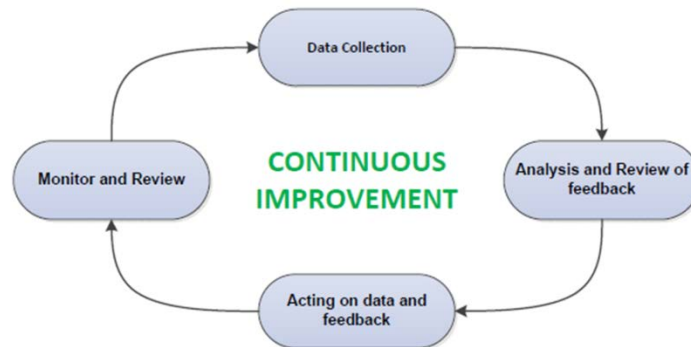 Data Collection
Analysis and Review of
feedback
Acting on data and
feedback
Monitor and Review
CONTINUOUS
IMPROVEMENT